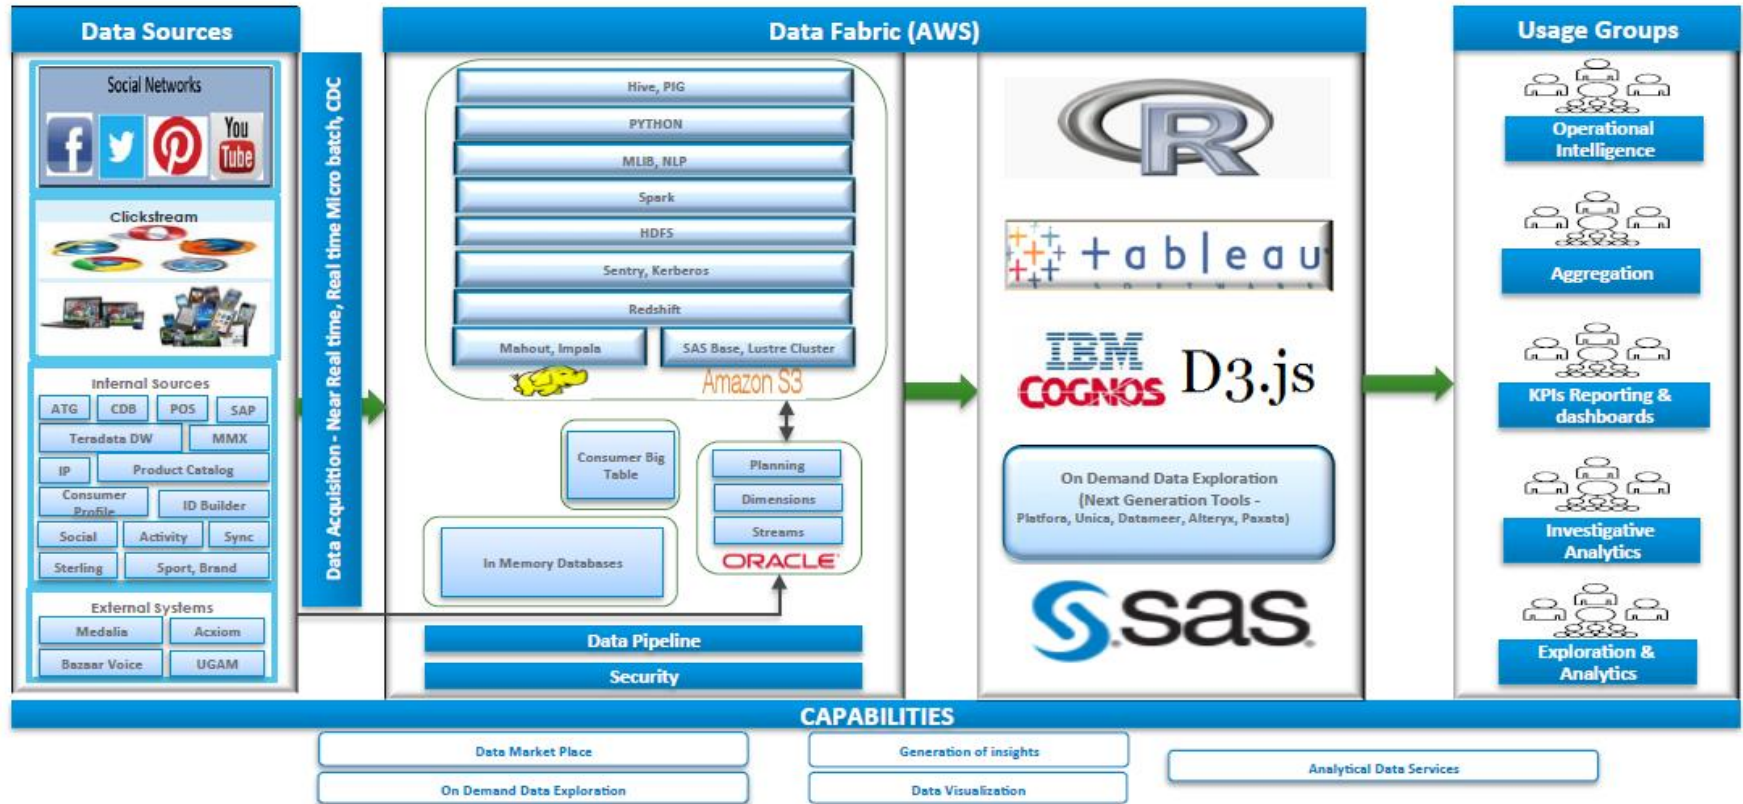 Data Sources
Data Fabric (AWS)
Usage Groups
Social Networks
f
You
Tube
Clickstream
Internal Sources
ATG
CDB
POS
SAP
Teradata DW
MMX
IP
Product Catalog
Consumer
Profile
ID Builder
Social
Activity
Sync
Sterling
Sport, Brand
External Systems
Medalia
Acxiom
Bazaar Voice
UGAM
Data Acquisition - Near Real time, Real time Micro batch, CDC
Hive, PIG
PYTHON
MLIB, NLP
Spark
HDFS
Sentry, Kerberos
Redshift
Mahout, Impala
SAS Base, Lustre Cluster
Amazon S3
Consumer Big
Table
Planning
Dimensions
Streams
ORACLE
In Memory Databases
Data Pipeline
Security
R
+ableau
IBM
COGNOS
D3.js
On Demand Data Exploration
(Next Generation Tools -
Platfora, Unica, Datameer, Alteryx, Paxata)
sas
Operational
Intelligence
Aggregation
KPIs Reporting &
dashboards
Investigative
Analytics
Exploration &
Analytics
CAPABILITIES
Data Market Place
Generation of insights
Analytical Data Services
On Demand Data Exploration
Data Visualization